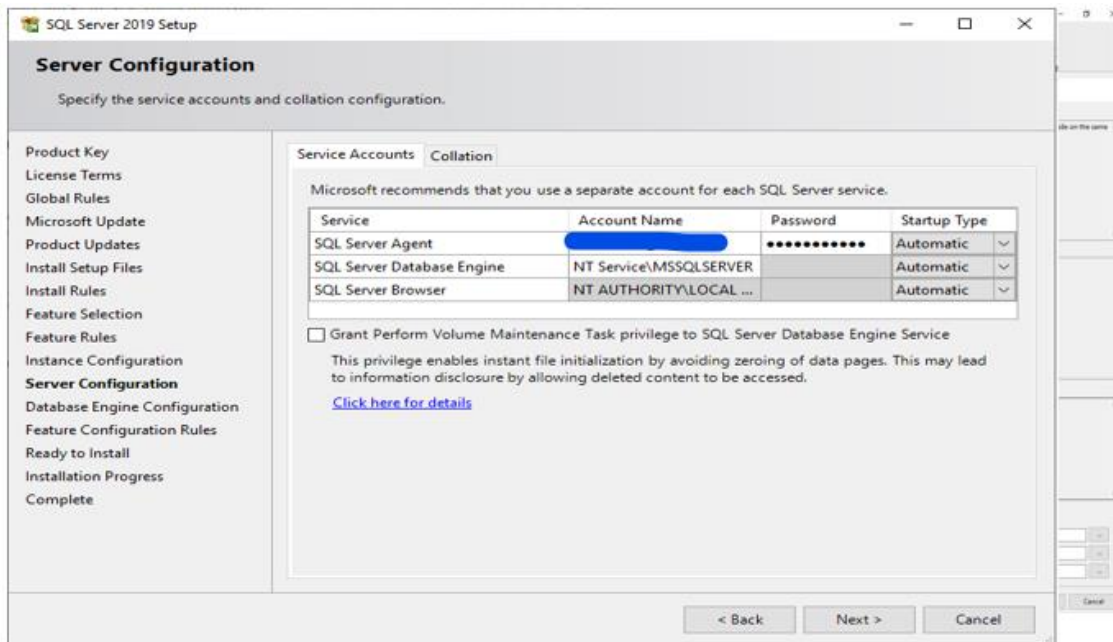 SQL Server 2019 Setup
Server Configuration
Specify the service accounts and collation configuration.
Product Key
License Terms
Global Rules
Microsoft Update
Product Updates
Install Setup Files
Install Rules
Feature Selection
Feature Rules
Instance Configuration
Server Configuration
Database Engine Configuration
Feature Configuration Rules
Ready to Install
Installation Progress
Complete
Service Accounts Collation
Microsoft recommends that you use a separate account for each SQL Server service.
Service Account Name Password Startup Type
SQL Server Agent ●●●●●●●●●●● Automatic
SQL Server Database Engine NT Service\MSSQLSERVER Automatic
SQL Server Browser NT AUTHORITY\LOCAL ... Automatic
Grant Perform Volume Maintenance Task privilege to SQL Server Database Engine Service
This privilege enables instant file initialization by avoiding zeroing of data pages. This may lead
to information disclosure by allowing deleted content to be accessed.
Click here for details
< Back Next > Cancel
de on the same
Cancel